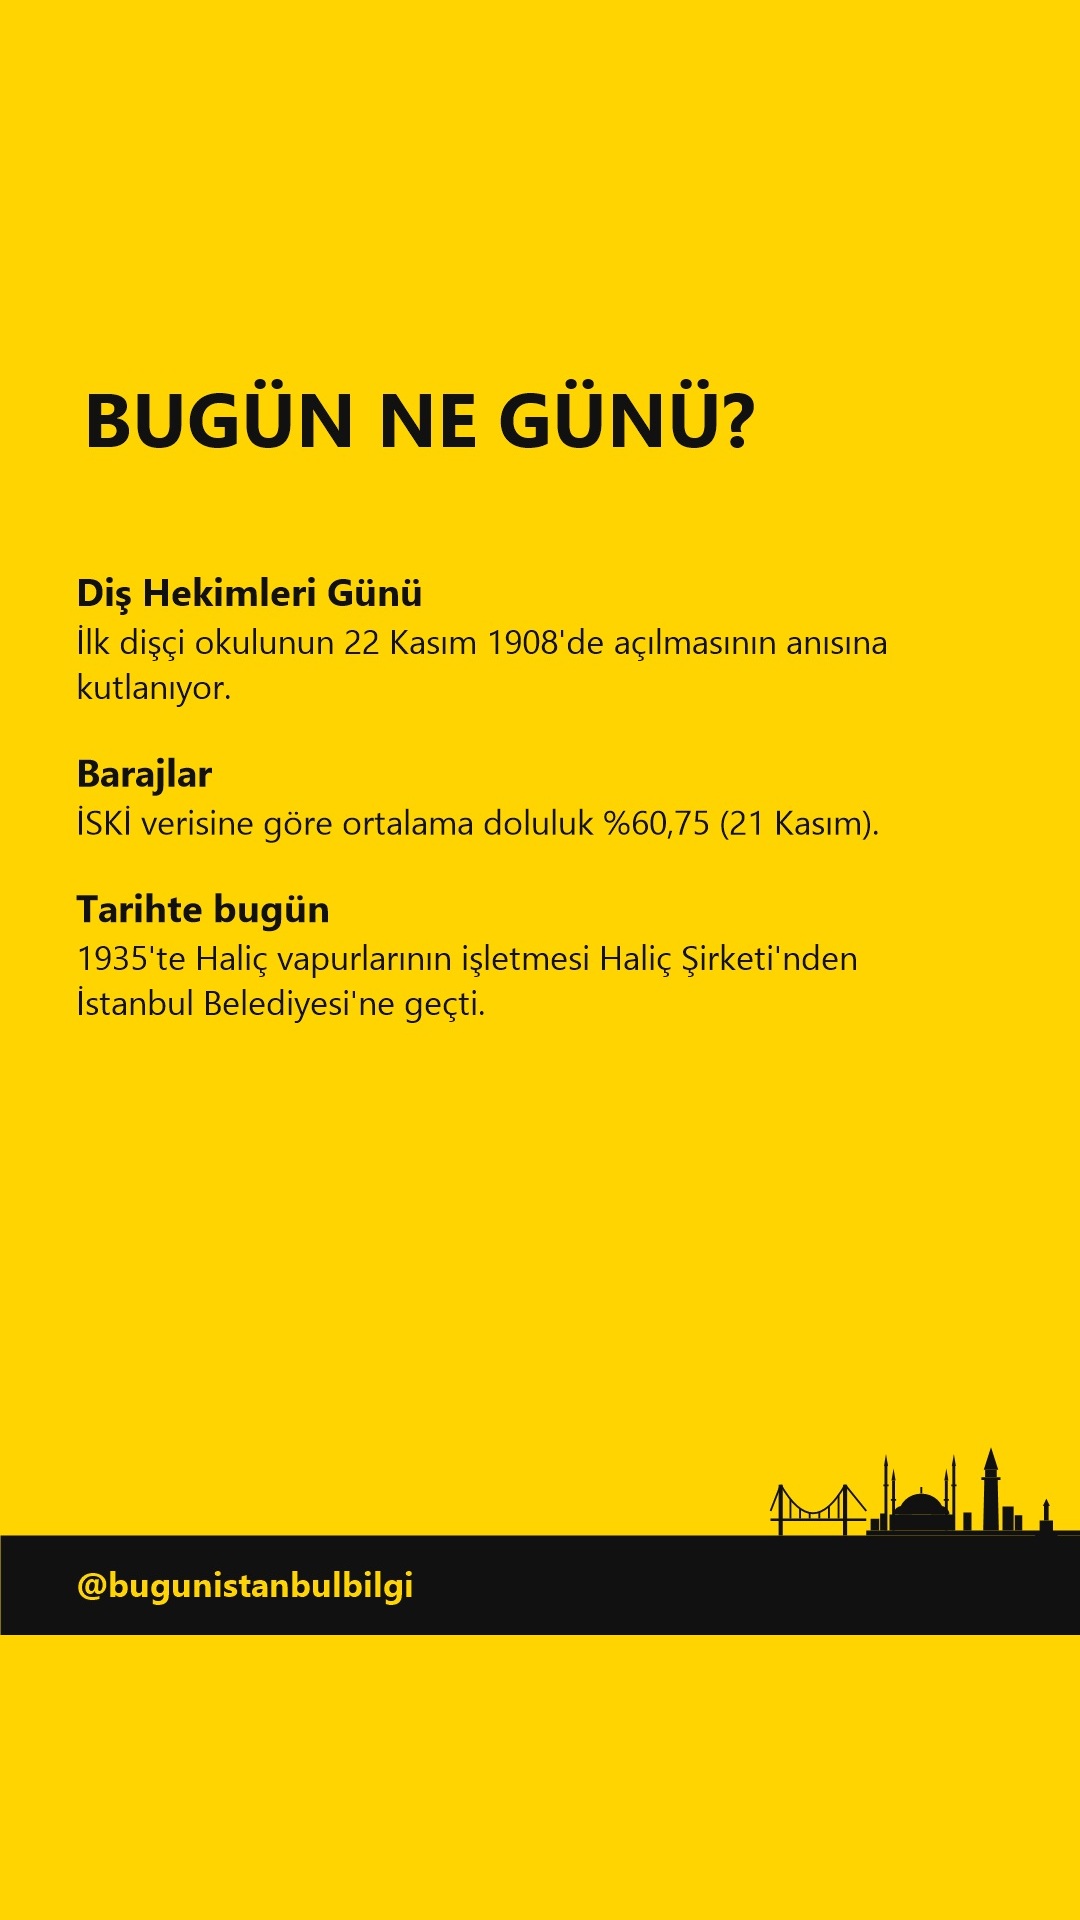 BUGÜN NE GÜNÜ?
Diş Hekimleri Günü
İlk dişçi okulunun 22 Kasım 1908'de açılmasının anısına
kutlanıyor.
Barajlar
İSKİ verisine göre ortalama doluluk %60,75 (21 Kasım).
Tarihte bugün
1935'te Haliç vapurlarının işletmesi Haliç Şirketi'nden
İstanbul Belediyesi'ne geçti.
@bugunistanbulbilgi